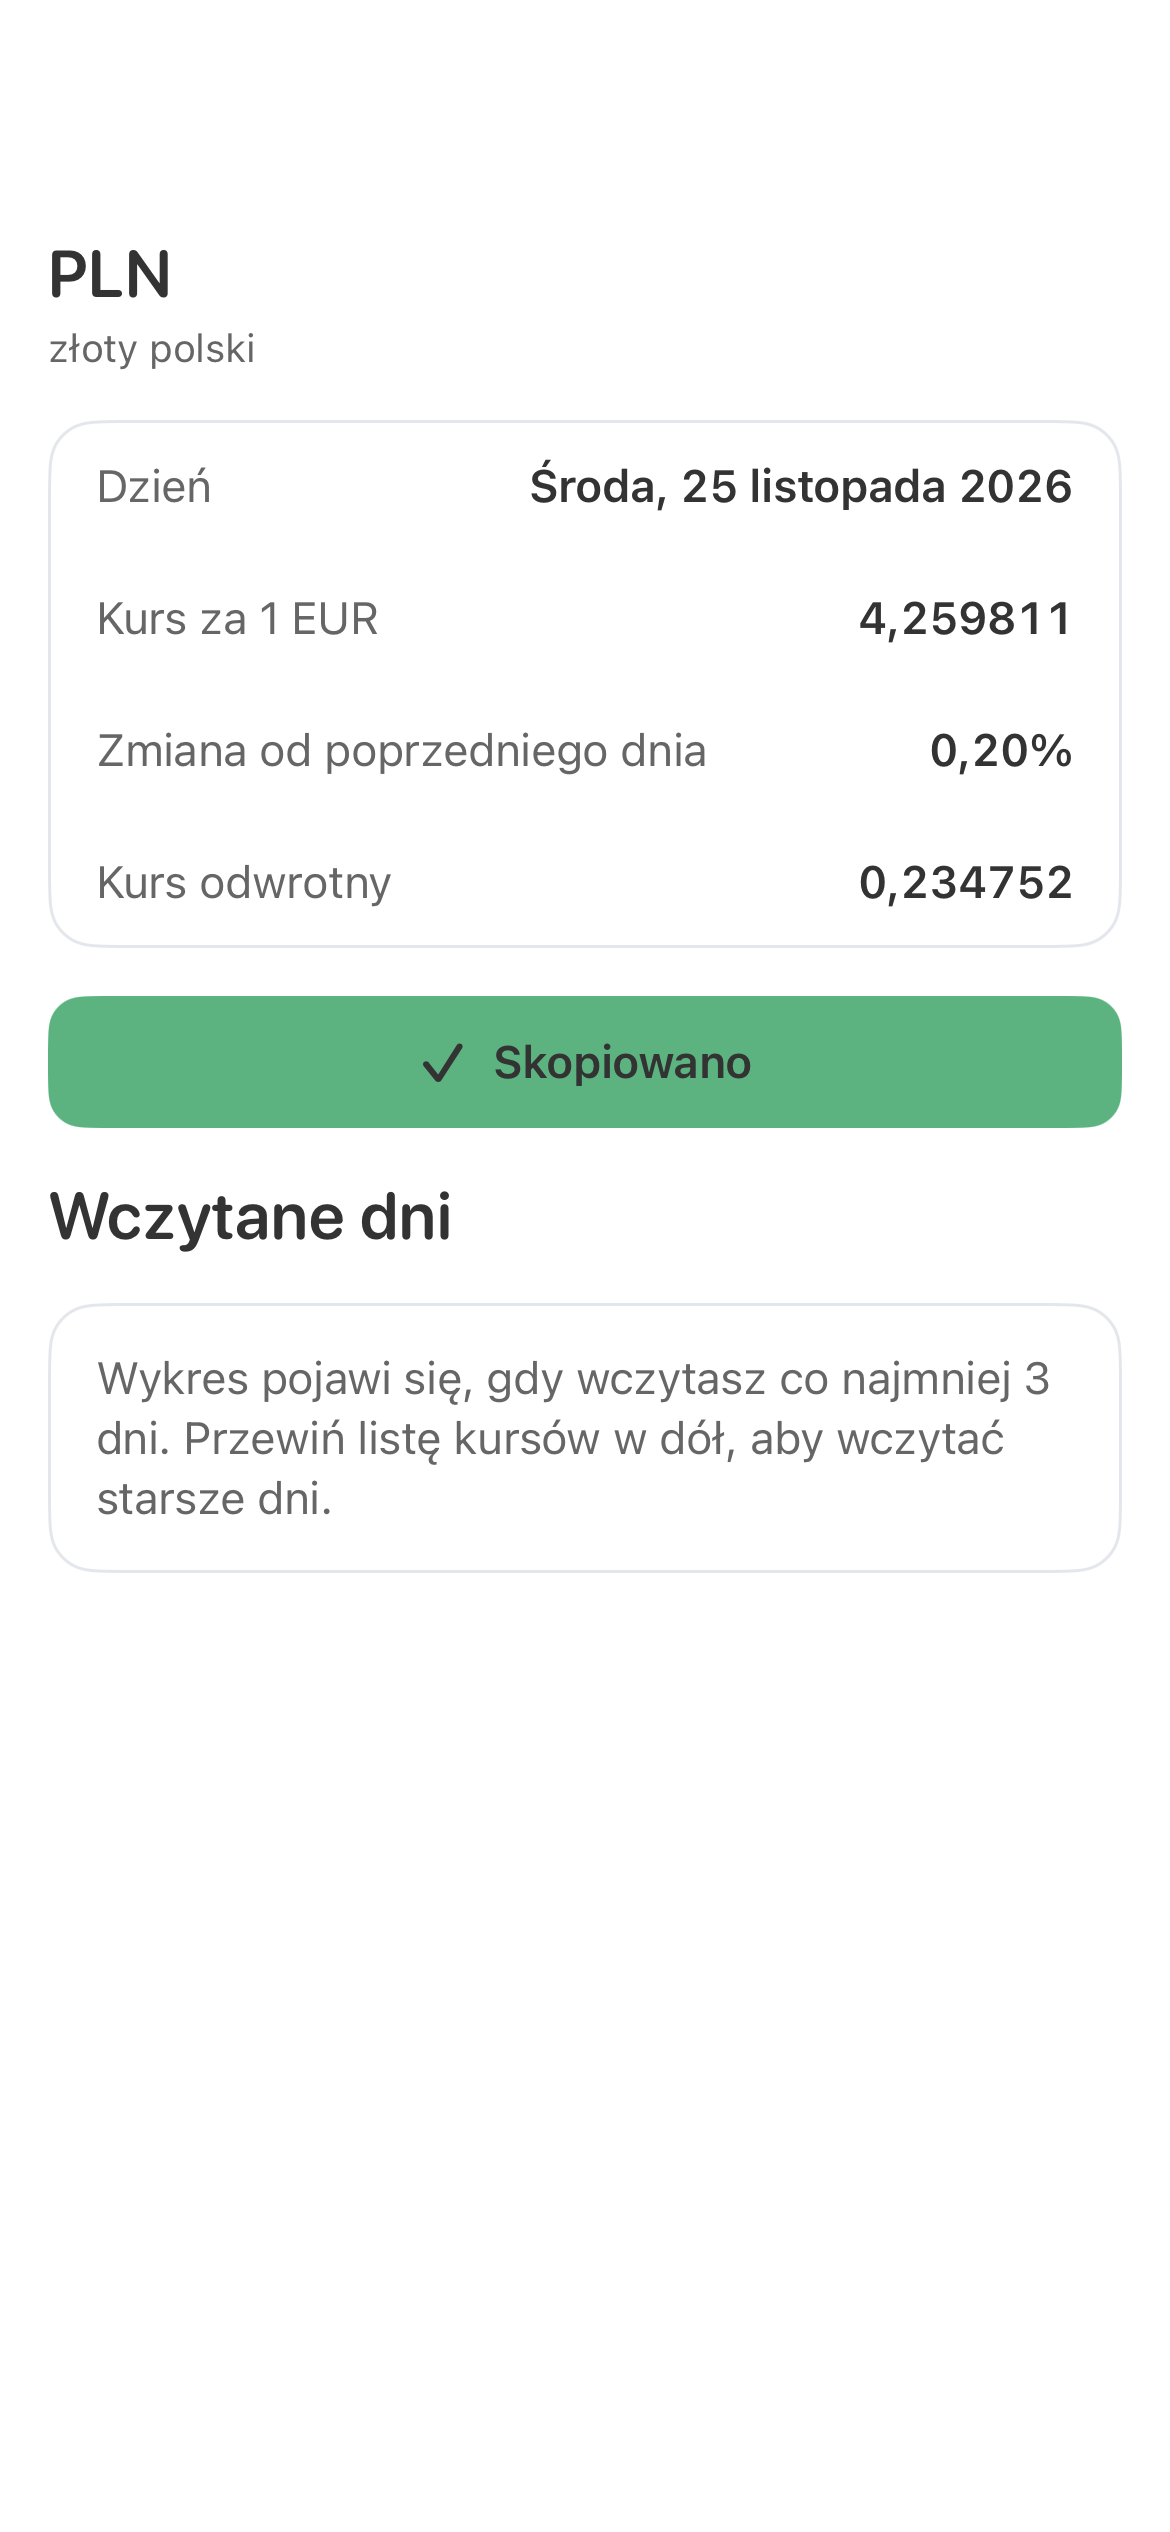 PLN
złoty polski
Dzień Środa, 25 listopada 2026
Kurs za 1 EUR 4,259811
Zmiana od poprzedniego dnia 0,20%
Kurs odwrotny 0,234752
Skopiowano
Wczytane dni
Wykres pojawi się, gdy wczytasz co najmniej 3
dni. Przewiń listę kursów w dół, aby wczytać
starsze dni.